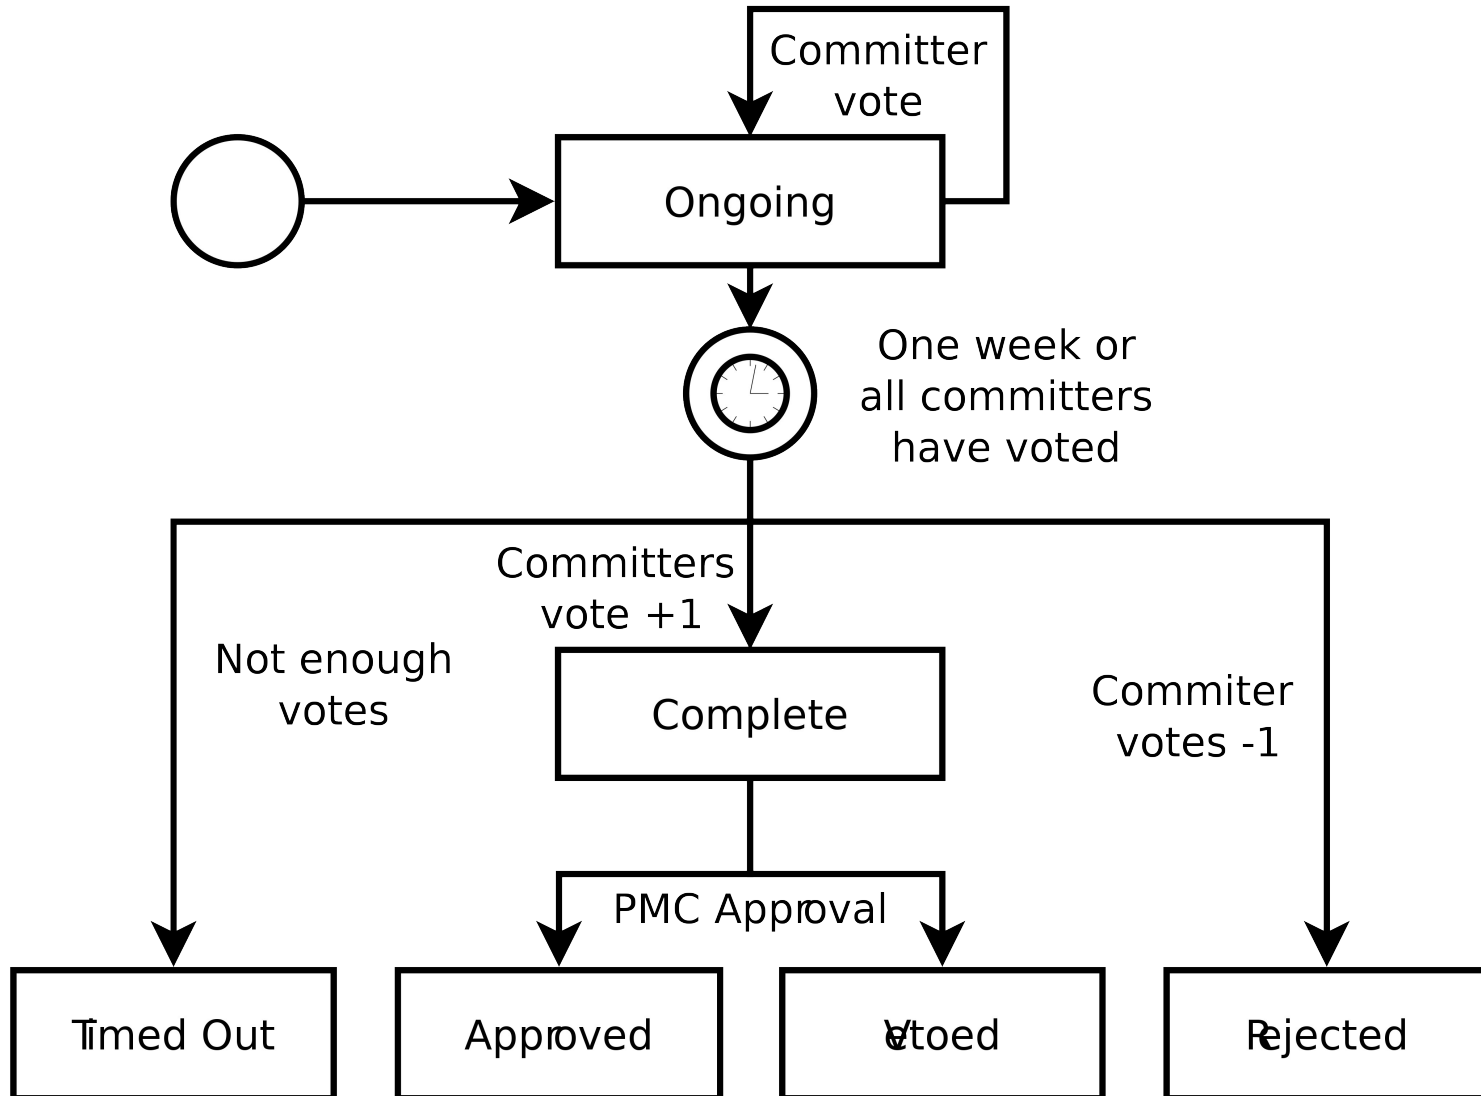 Committer
vote
Ongoing
One week or
all committers
have voted
Committers
vote +1
Not enough
votes
Commiter
votes -1
Complete
PMC Approval
Timed Out
Approved
Vetoed
Rejected